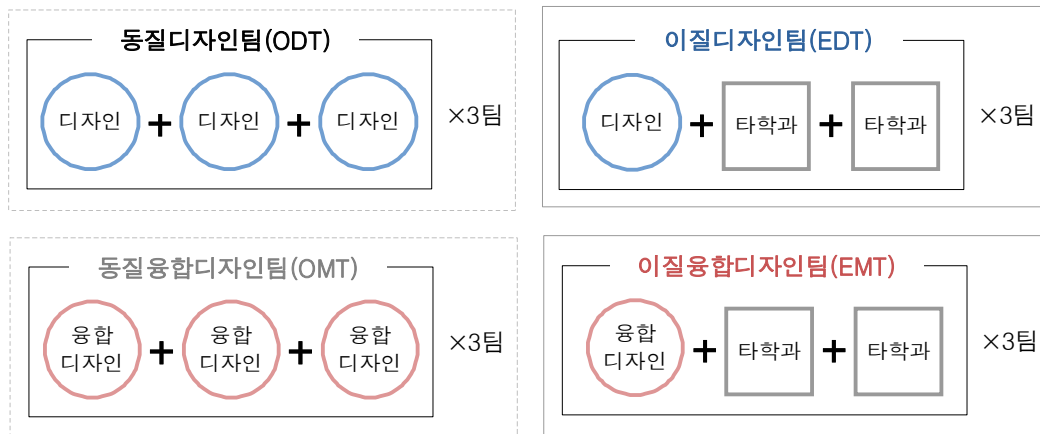 동질디자인팀(ODT)
디자인 + 디자인 + 디자인 ×3팀
이질디자인팀(EDT)
디자인 + 타학과 + 타학과 ×3팀
동질융합디자인팀(OMT)
융합
디자인 + 융합
디자인 + 융합
디자인 ×3팀
이질융합디자인팀(EMT)
융합
디자인 + 타학과 + 타학과 ×3팀